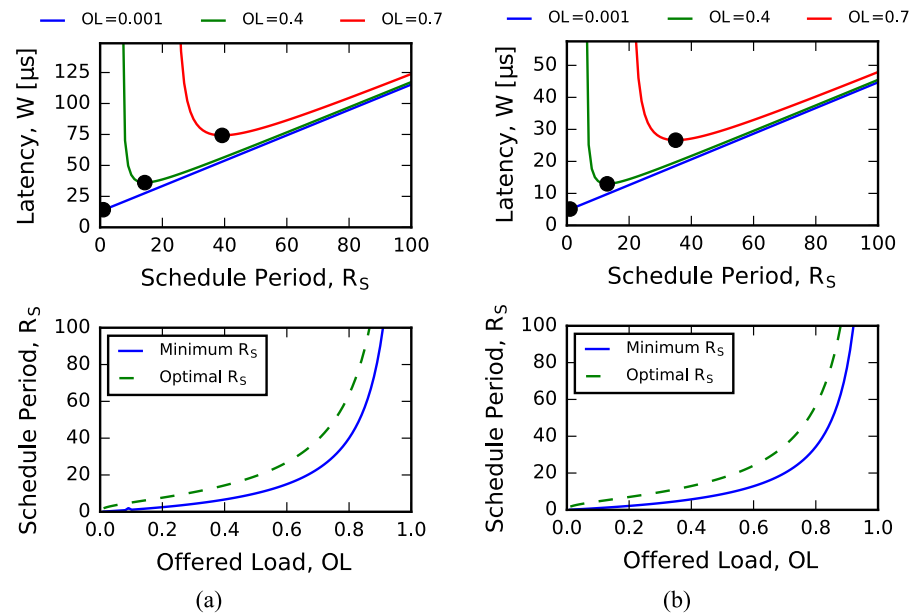 OL=0.001 OL=0.4 OL=0.7
Latency, W [µs]
125
100
75
50
25
0
0 20 40 60 80 100
Schedule Period, RS
OL=0.001 OL=0.4 OL=0.7
Latency, W [µs]
50
40
30
20
10
0
0 20 40 60 80 100
Schedule Period, RS
Schedule Period, RS
100
80
60
40
20
0
Minimum RS
Optimal RS
0.0 0.2 0.4 0.6 0.8 1.0
Offered Load, OL
(a)
Schedule Period, RS
100
80
60
40
20
0
Minimum RS
Optimal RS
0.0 0.2 0.4 0.6 0.8 1.0
Offered Load, OL
(b)